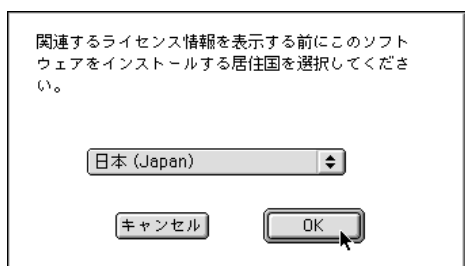 関連するライセンス情報を表示する前にこのソフト
ウェアをインストールする居住国を選択してくださ
い。
日本 (Japan)
キャンセル
OK